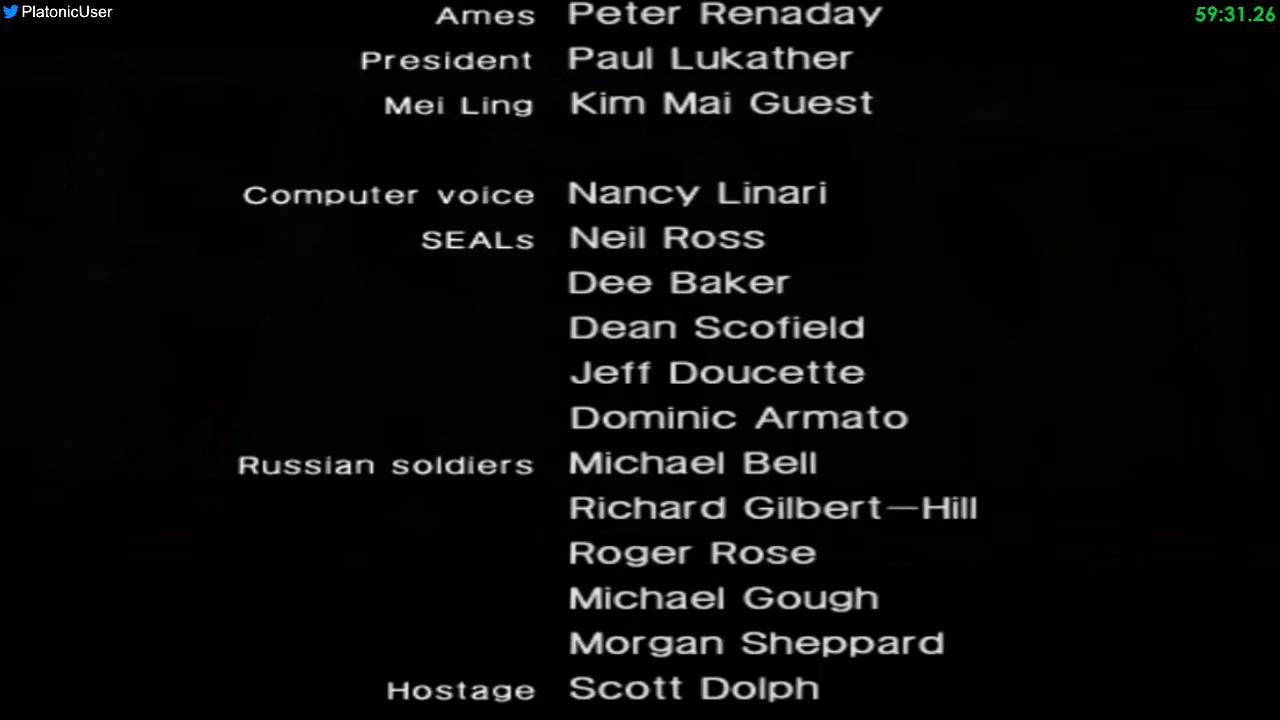 PlatonicUser
59:31.26
Ames Peter Renaday
President Paul Lukather
Mei Ling Kim Mai Guest
Computer voice Nancy Linari
SEALs Neil Ross
Dee Baker
Dean Scofield
Jeff Doucette
Dominic Armato
Russian soldiers Michael Bell
Richard Gilbert—Hill
Roger Rose
Michael Gough
Morgan Sheppard
Hostage Scott Dolph